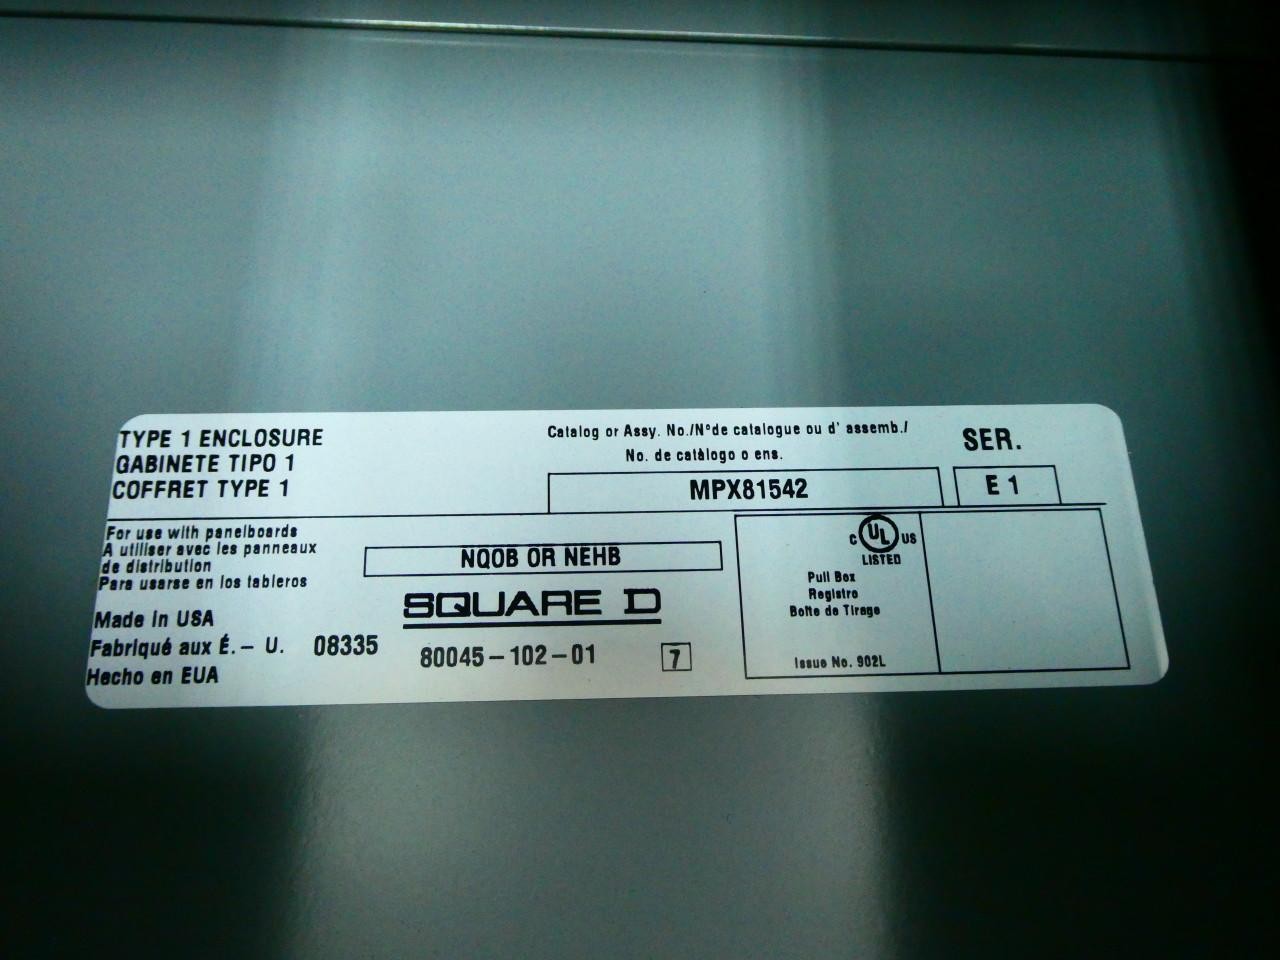 TYPE 1 ENCLOSURE
GABINETE TIPO 1
COFFRET TYPE 1
Catalog or Assy. No./N°de catalogue ou d' assemb./
No. de catàlogo o ens.
MPX81542
SER.
E 1
For use with panelboards
A utiliser avec les panneaux
de distribution
Para usarse en los tableros
NQOB OR NEHB
SQUARE D
Made in USA
Fabriqué aux É.- U. 08335
Hecho en EUA
80045-102-01
7
C UL US
LISTED
Pull Box
Registro
Boîte de Tirage
Issue No. 902L